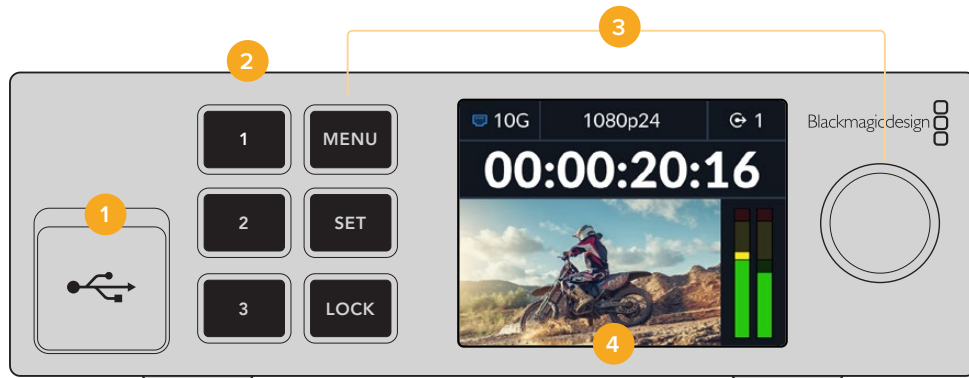 3
2
1 MENU
10G 1080p24 1
Blackmagicdesign
00:00:20:16
1
2 SET
3 LOCK
4